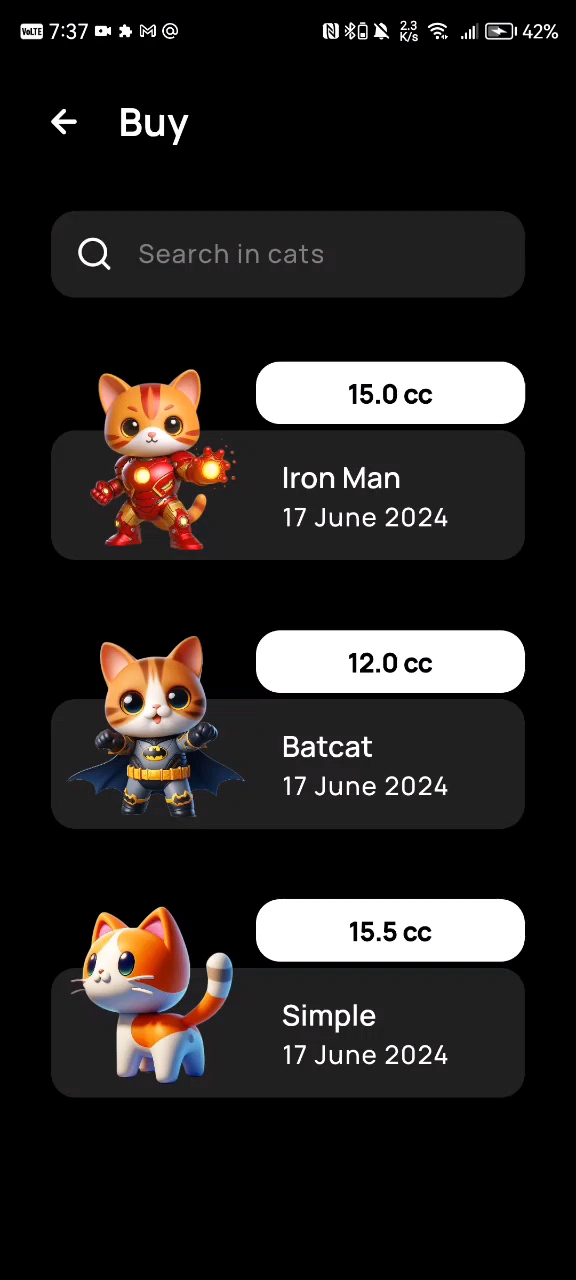 VoLTE 7:37 2.3 K/s 42%
Buy
Search in cats
15.0 cc
Iron Man
17 June 2024
12.0 cc
Batcat
17 June 2024
15.5 cc
Simple
17 June 2024